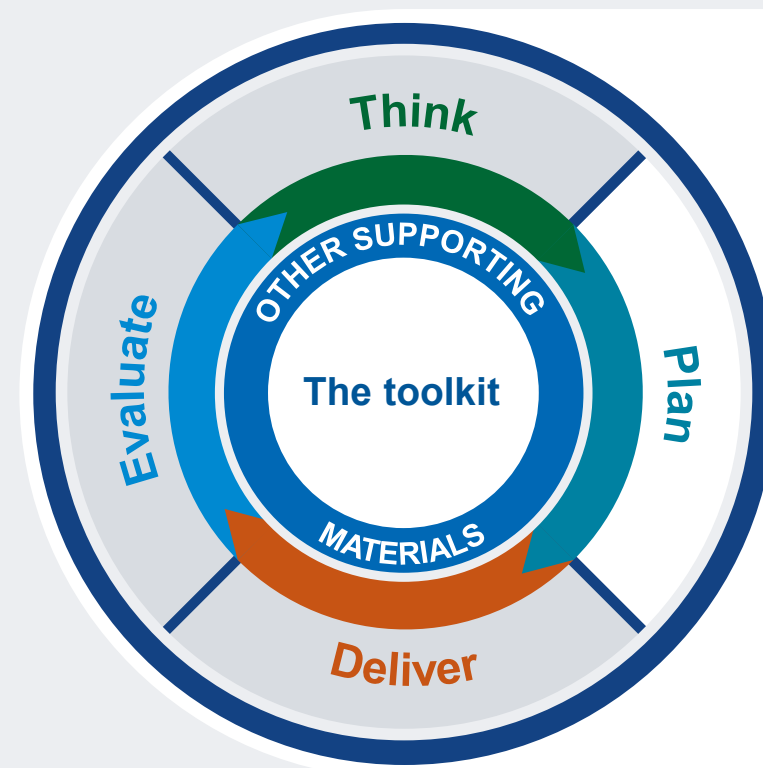 Think
OTHER SUPPORTING
Evaluate
The toolkit
Plan
MATERIALS
Deliver